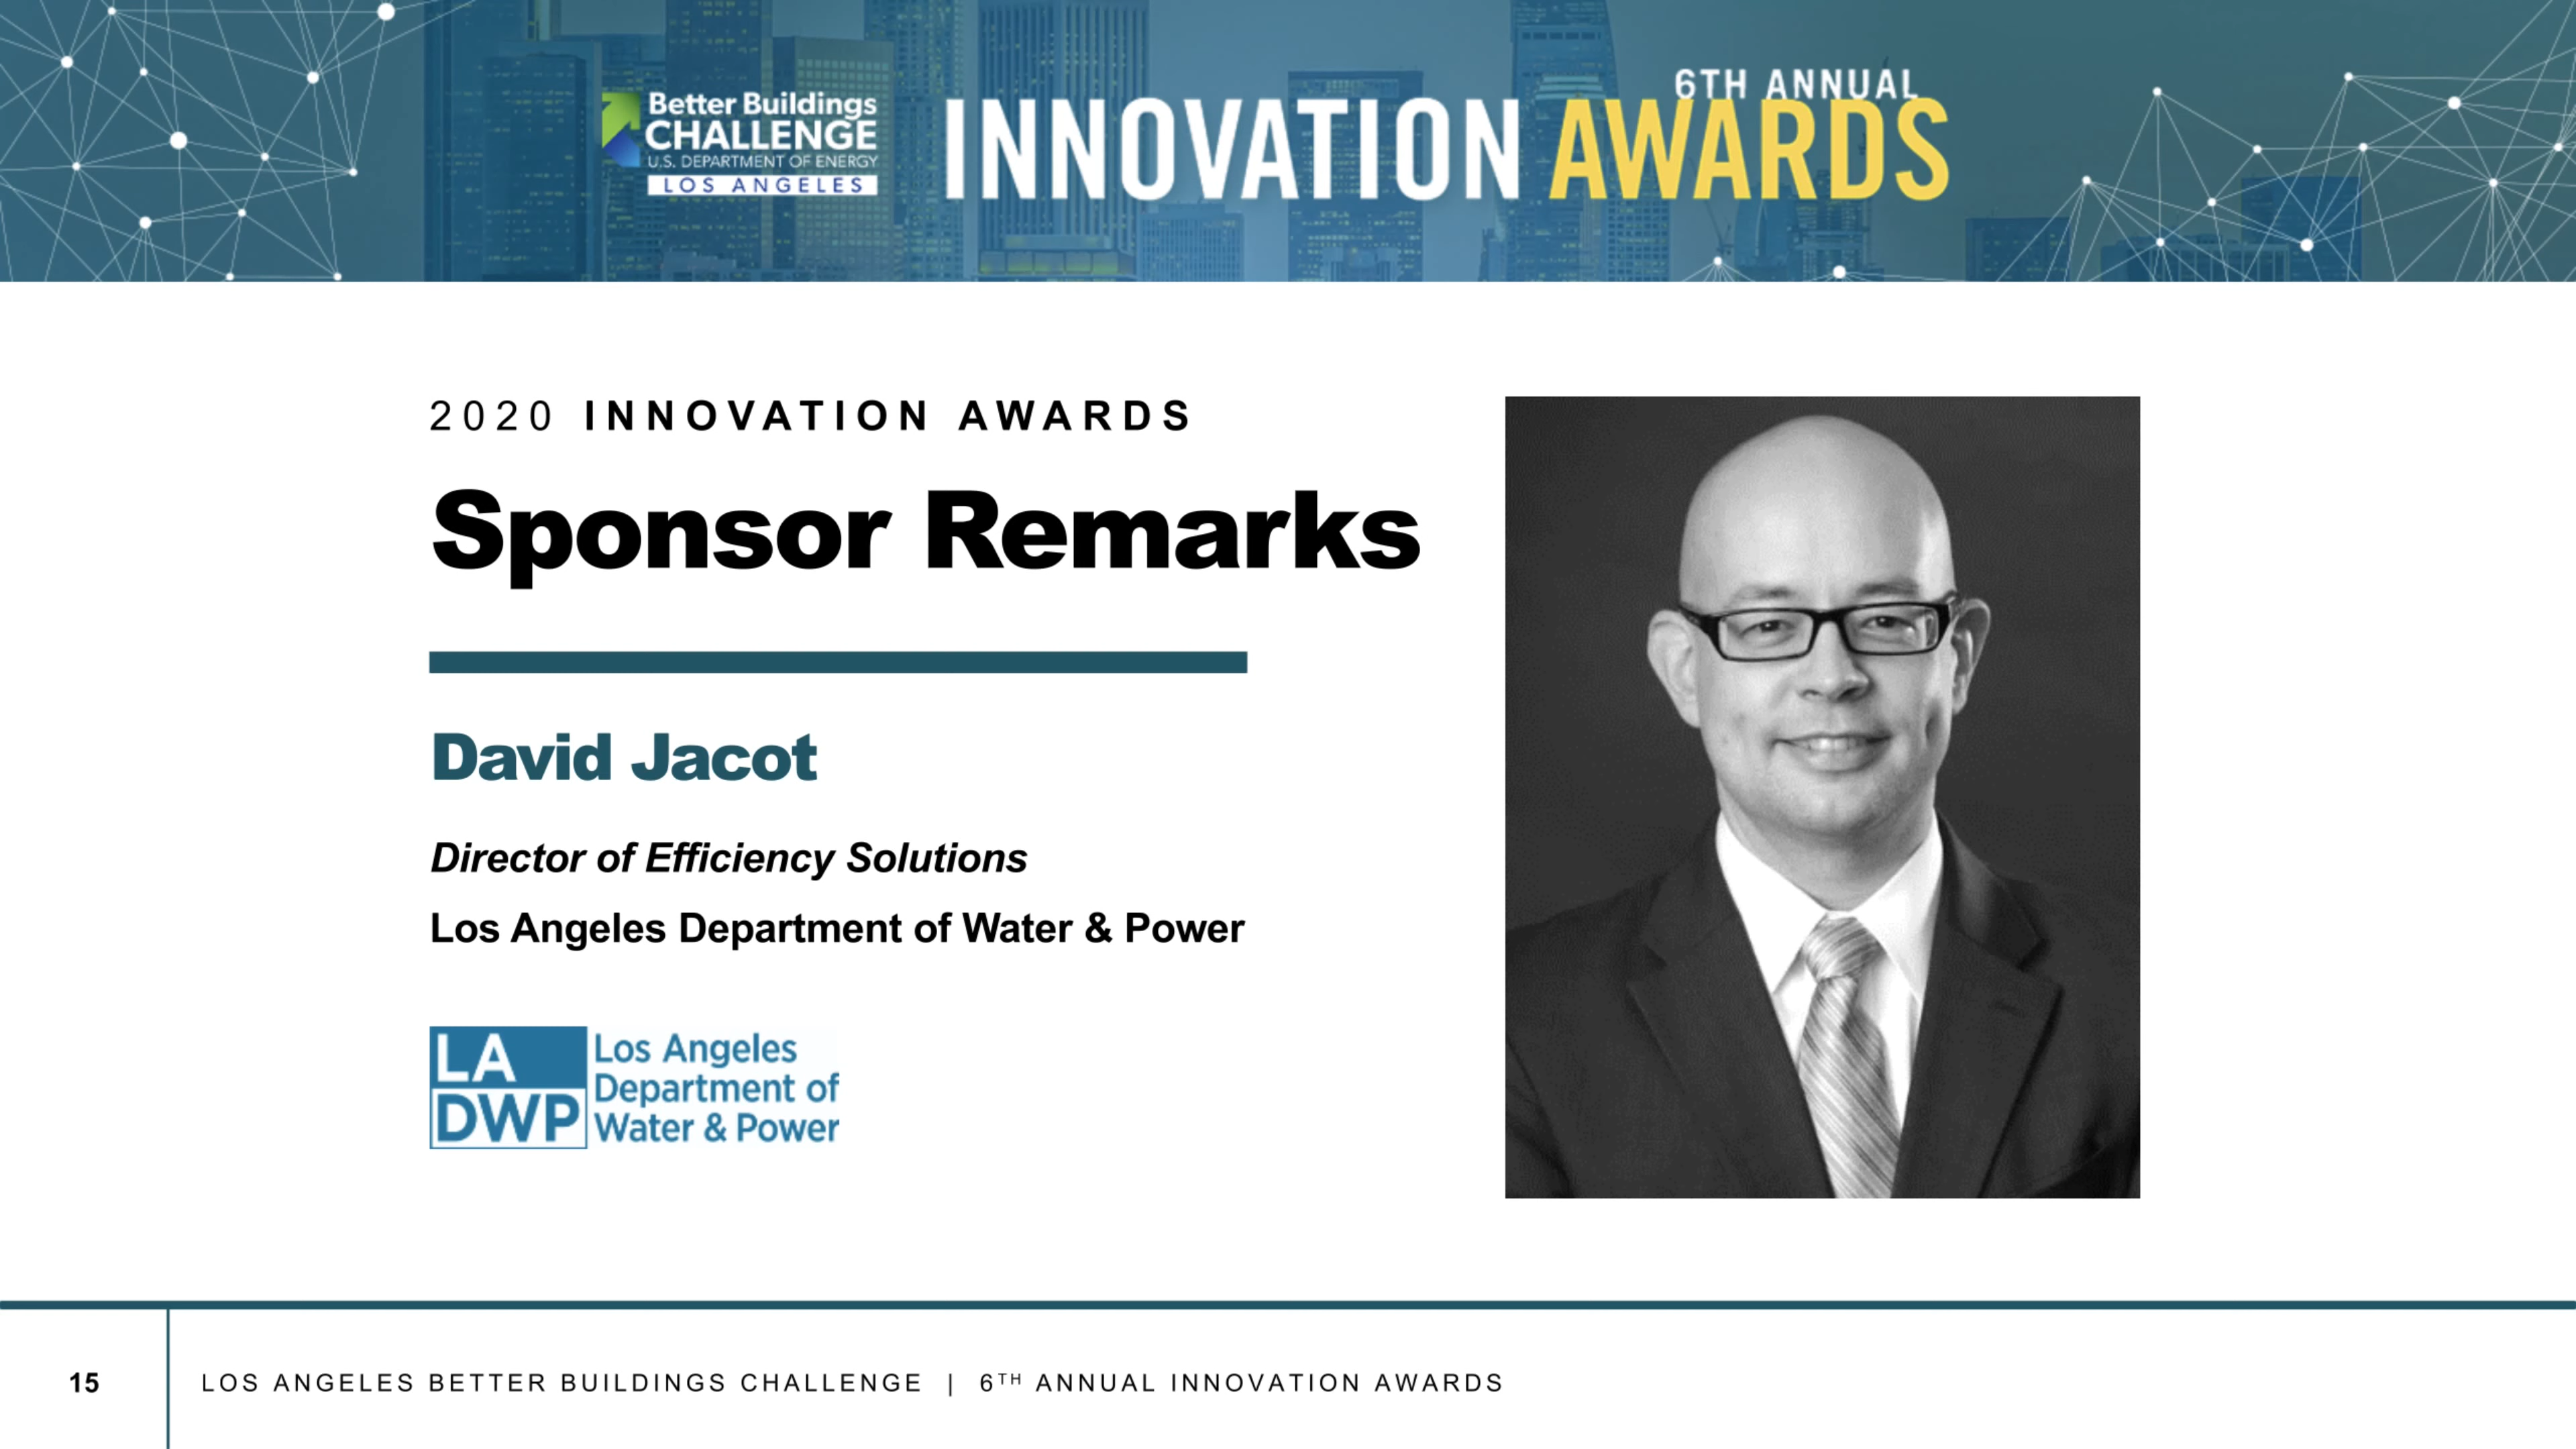 Better Buildings
CHALLENGE
U.S. DEPARTMENT OF ENERGY
LOS ANGELES
6TH ANNUAL
INNOVATION AWARDS
2020 INNOVATION AWARDS
Sponsor Remarks
David Jacot
Director of Efficiency Solutions
Los Angeles Department of Water & Power
LA
DWP
Los Angeles
Department of
Water & Power
15
LOS ANGELES BETTER BUILDINGS CHALLENGE | 6TH ANNUAL INNOVATION AWARDS